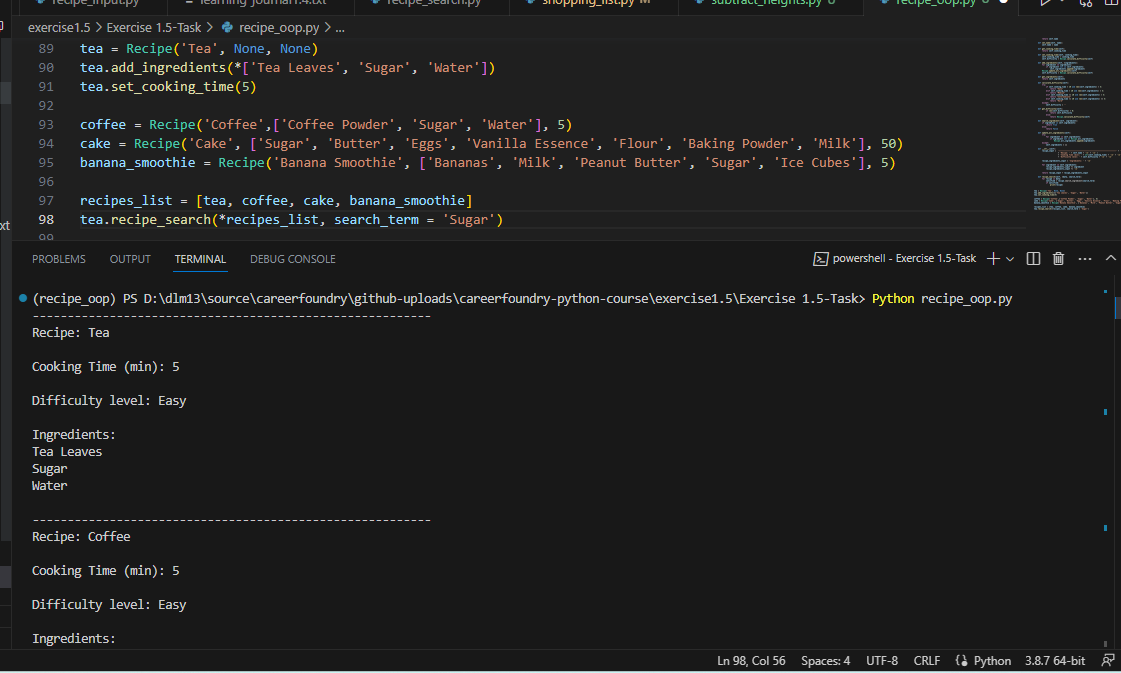 recipe_input.py learning journal1.4.txt recipe_search.py shopping_list.py M subtract_heights.py U recipe_oop.py U
exercise1.5 > Exercise 1.5-Task > recipe_oop.py > ...
89 tea = Recipe('Tea', None, None)
90 tea.add_ingredients(*['Tea Leaves', 'Sugar', 'Water'])
91 tea.set_cooking_time(5)
92
93 coffee = Recipe('Coffee',['Coffee Powder', 'Sugar', 'Water'], 5)
94 cake = Recipe('Cake', ['Sugar', 'Butter', 'Eggs', 'Vanilla Essence', 'Flour', 'Baking Powder', 'Milk'], 50)
95 banana_smoothie = Recipe('Banana Smoothie', ['Bananas', 'Milk', 'Peanut Butter', 'Sugar', 'Ice Cubes'], 5)
96
97 recipes_list = [tea, coffee, cake, banana_smoothie]
98 tea.recipe_search(*recipes_list, search_term = 'Sugar')
99
xt
PROBLEMS OUTPUT TERMINAL DEBUG CONSOLE powershell - Exercise 1.5-Task
(recipe_oop) PS D:\dlm13\source\careerfoundry\github-uploads\careerfoundry-python-course\exercise1.5\Exercise 1.5-Task> Python recipe_oop.py
---------------------------------------------------------
Recipe: Tea
Cooking Time (min): 5
Difficulty level: Easy
Ingredients:
Tea Leaves
Sugar
Water
---------------------------------------------------------
Recipe: Coffee
Cooking Time (min): 5
Difficulty level: Easy
Ingredients:
Ln 98, Col 56 Spaces: 4 UTF-8 CRLF Python 3.8.7 64-bit